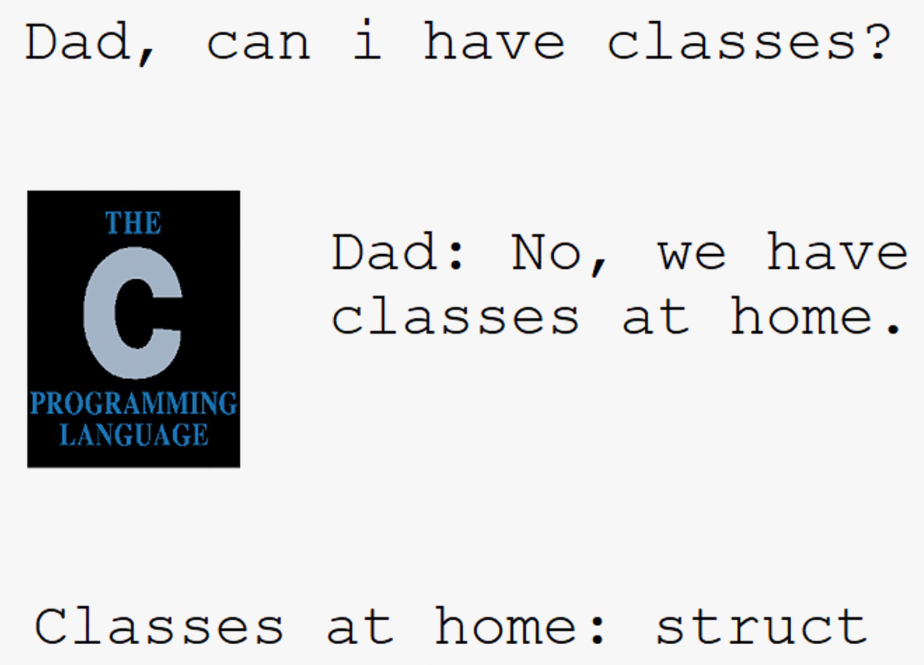 Dad, can i have classes?
THE
C
PROGRAMMING
LANGUAGE
Dad: No, we have
classes at home.
Classes at home: struct